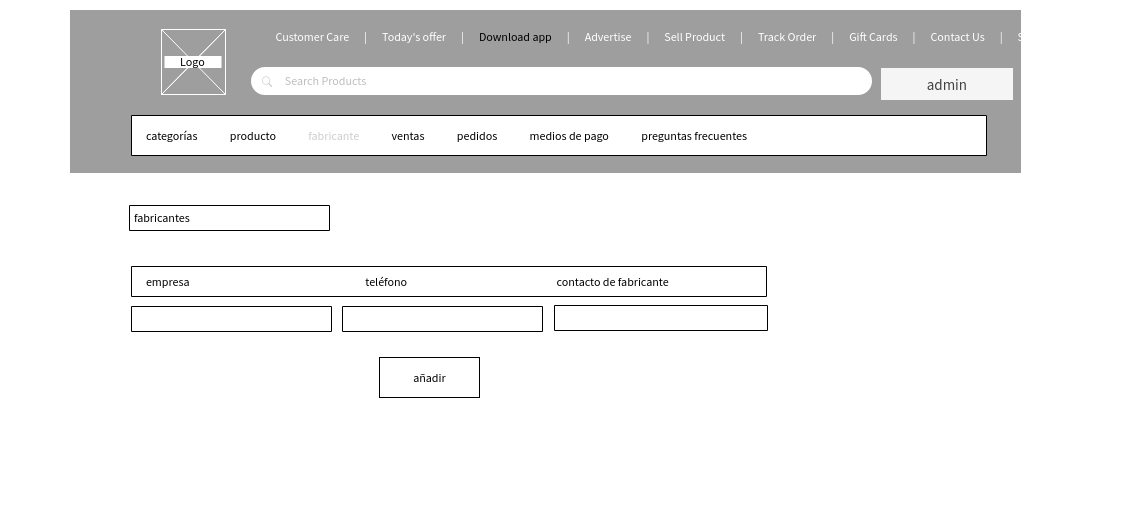 Customer Care | Today's offer | Download app | Advertise | Sell Product | Track Order | Gift Cards | Contact Us |
Logo
Search Products
admin
categorías producto fabricante ventas pedidos medios de pago preguntas frecuentes
fabricantes
empresa teléfono contacto de fabricante
añadir